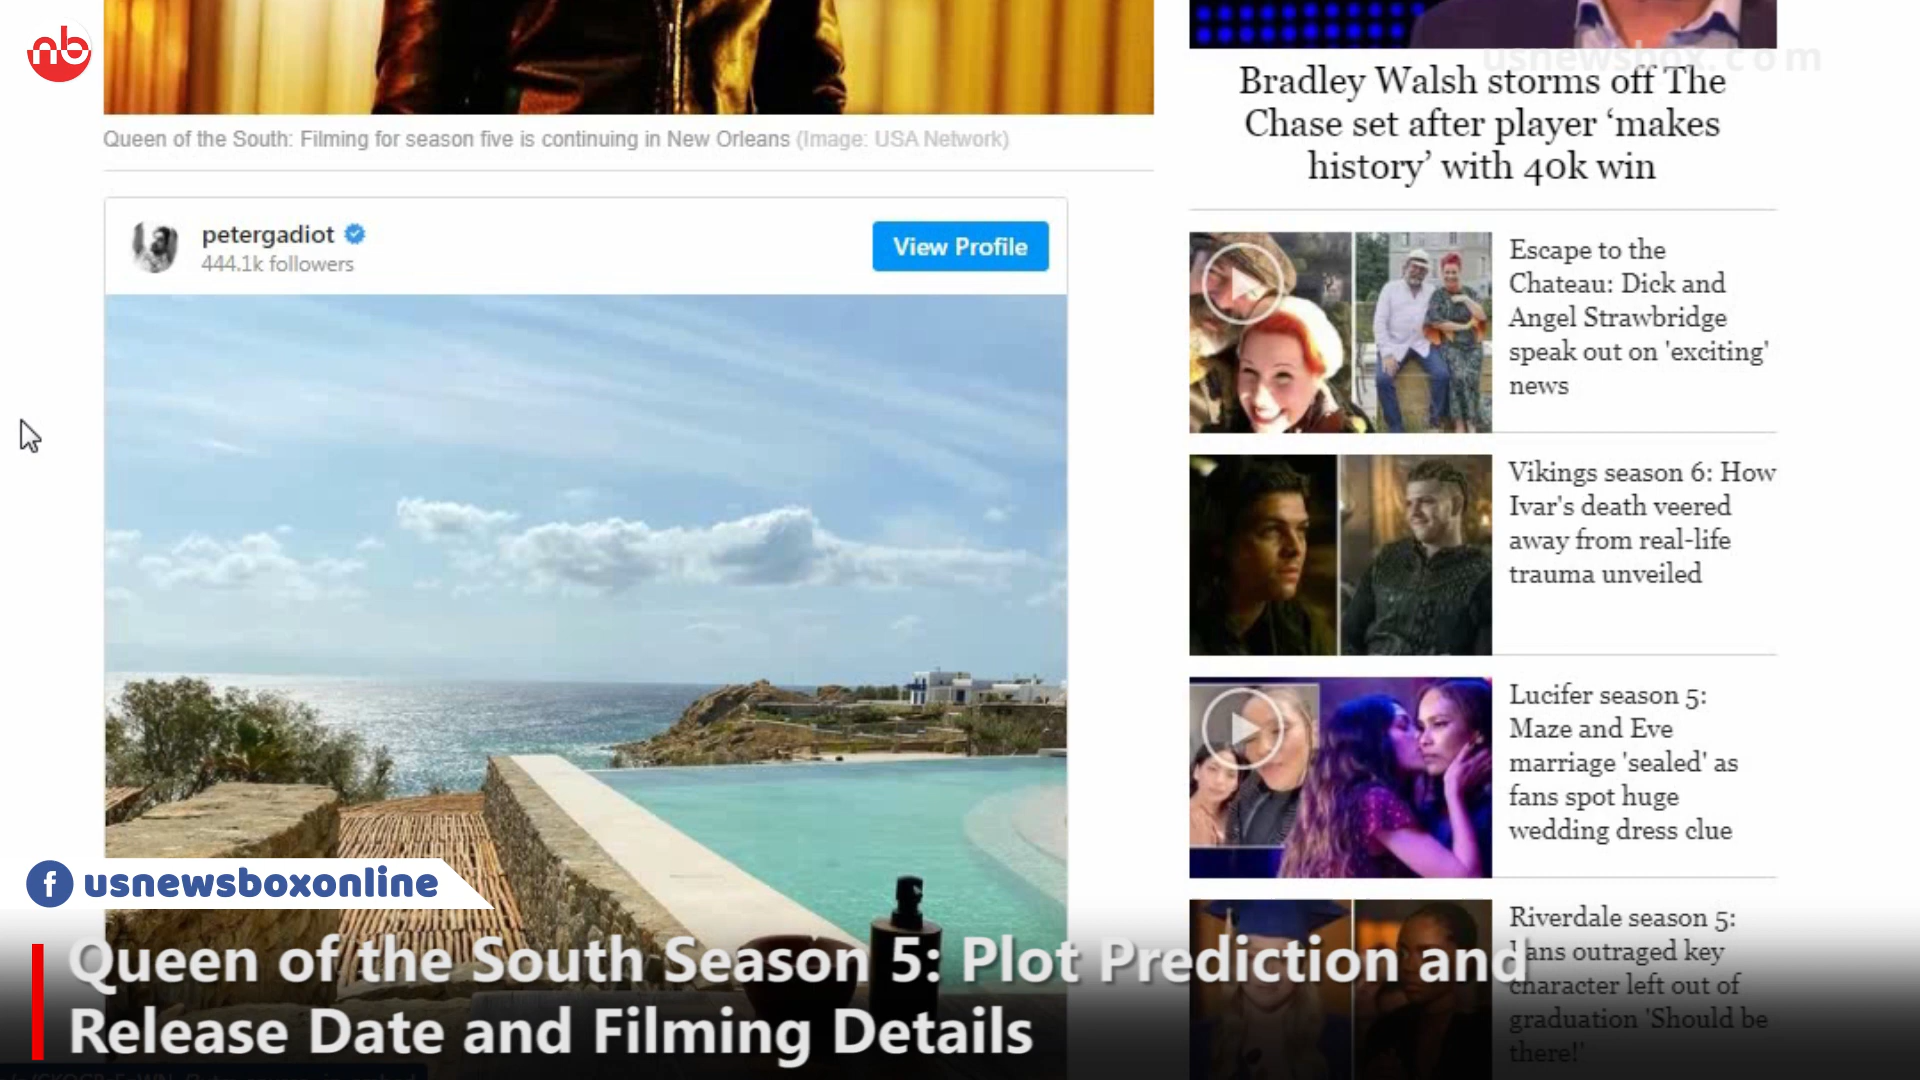 nb
usnewsbox.com
Queen of the South: Filming for season five is continuing in New Orleans (Image: USA Network)
petergadiot
444.1k followers
View Profile
Bradley Walsh storms off The
Chase set after player ‘makes
history’ with 40k win
Escape to the
Chateau: Dick and
Angel Strawbridge
speak out on 'exciting'
news
Vikings season 6: How
Ivar's death veered
away from real-life
trauma unveiled
Lucifer season 5:
Maze and Eve
marriage 'sealed' as
fans spot huge
wedding dress clue
Riverdale season 5:
Fans outraged key
character left out of
graduation 'Should be
there!'
f usnewsboxonline
Queen of the South Season 5: Plot Prediction and
Release Date and Filming Details